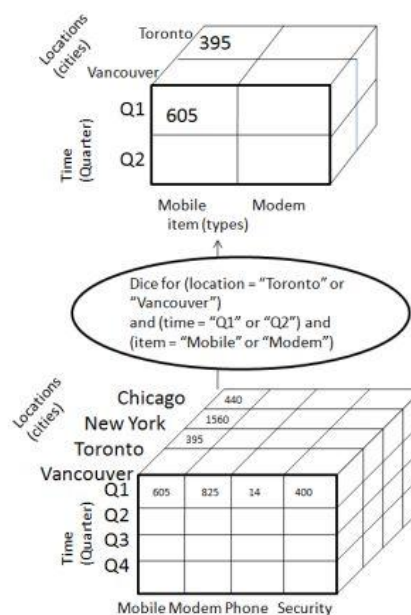 Locations
(cities)
Toronto
395
Vancouver
Time
(Quarter)
Q1
605
Q2
Mobile
Modem
item (types)
Dice for (location = "Toronto" or
"Vancouver")
and (time = "Q1" or "Q2") and
(item = "Mobile" or "Modem")
Locations
(cities)
Chicago
440
New York
1560
Toronto
395
Vancouver
Time
(Quarter)
Q1
605
825
14
400
Q2
Q3
Q4
Mobile Modem Phone Security